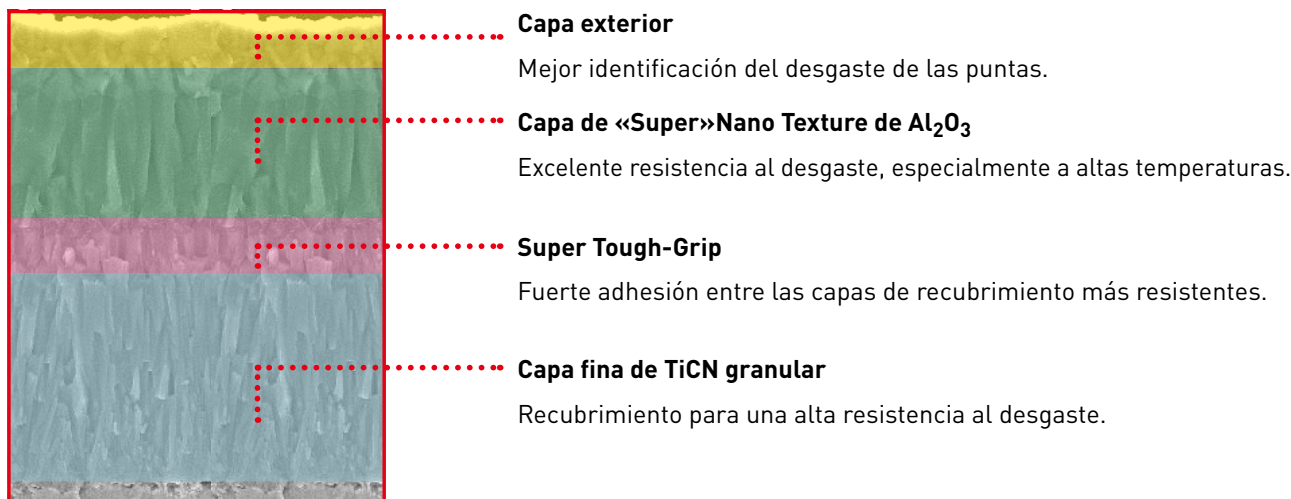 Capa exterior
Mejor identificación del desgaste de las puntas.
Capa de «Super»Nano Texture de Al₂O₃
Excelente resistencia al desgaste, especialmente a altas temperaturas.
Super Tough-Grip
Fuerte adhesión entre las capas de recubrimiento más resistentes.
Capa fina de TiCN granular
Recubrimiento para una alta resistencia al desgaste.